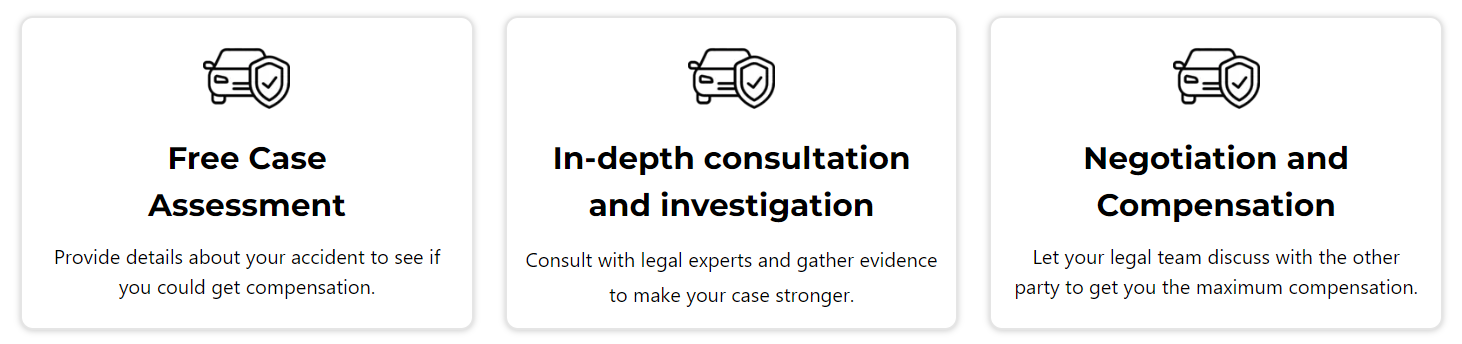 Free Case
Assessment
Provide details about your accident to see if
you could get compensation.
In-depth consultation
and investigation
Consult with legal experts and gather evidence
to make your case stronger.
Negotiation and
Compensation
Let your legal team discuss with the other
party to get you the maximum compensation.